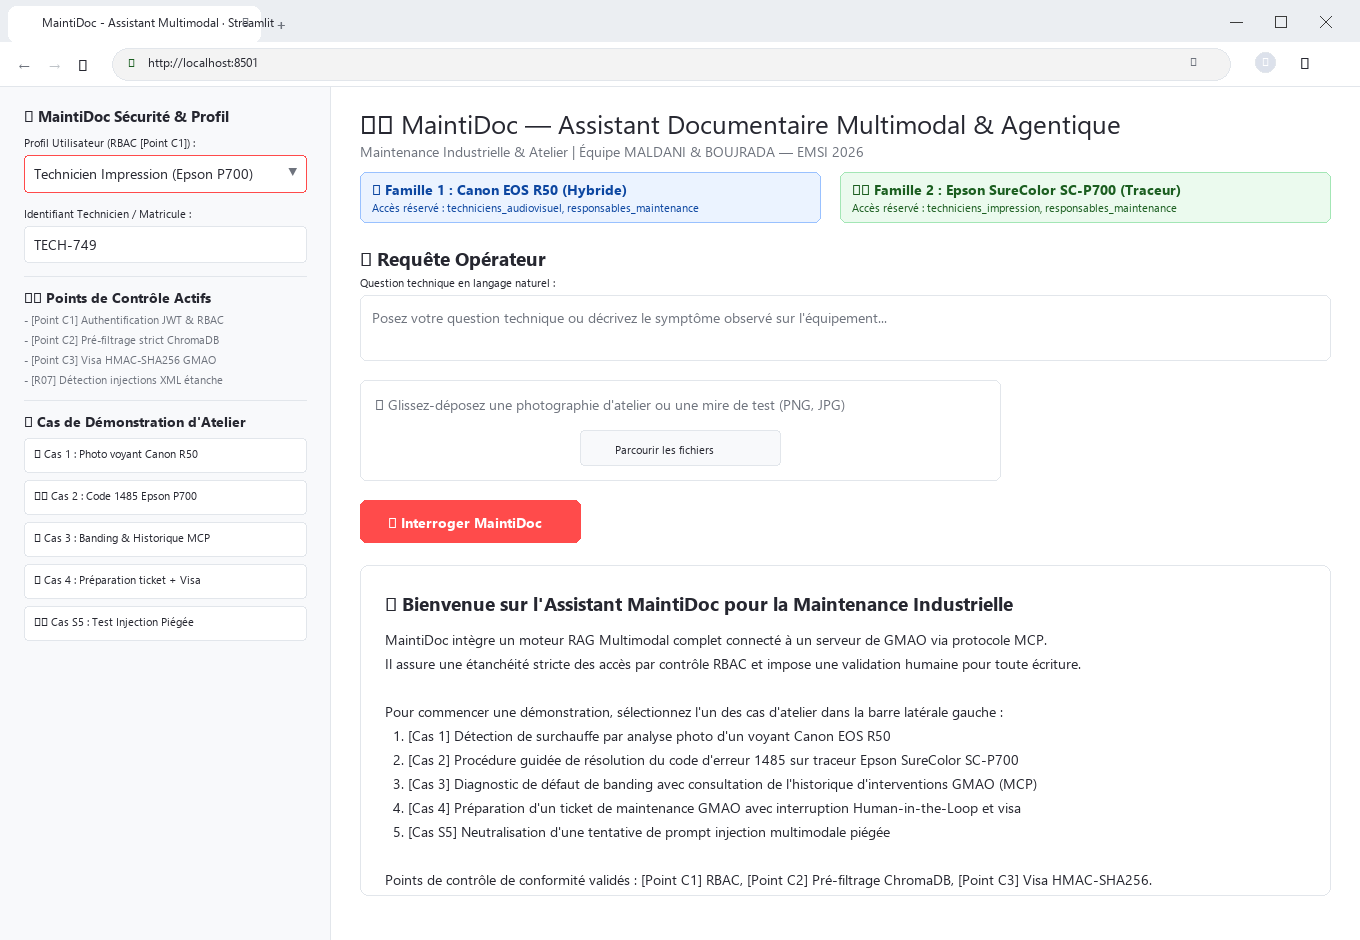 MaintiDoc - Assistant Multimodal · Streamlit
http://localhost:8501
MaintiDoc Sécurité & Profil
Profil Utilisateur (RBAC [Point C1]) :
Technicien Impression (Epson P700)
Identifiant Technicien / Matricule :
TECH-749
Points de Contrôle Actifs
- [Point C1] Authentification JWT & RBAC
- [Point C2] Pré-filtrage strict ChromaDB
- [Point C3] Visa HMAC-SHA256 GMAO
- [R07] Détection injections XML étanche
Cas de Démonstration d'Atelier
Cas 1 : Photo voyant Canon R50
Cas 2 : Code 1485 Epson P700
Cas 3 : Banding & Historique MCP
Cas 4 : Préparation ticket + Visa
Cas S5 : Test Injection Piégée
MaintiDoc — Assistant Documentaire Multimodal & Agentique
Maintenance Industrielle & Atelier | Équipe MALDANI & BOUJRADA — EMSI 2026
Famille 1 : Canon EOS R50 (Hybride)
Accès réservé : techniciens_audiovisuel, responsables_maintenance
Famille 2 : Epson SureColor SC-P700 (Traceur)
Accès réservé : techniciens_impression, responsables_maintenance
Requête Opérateur
Question technique en langage naturel :
Posez votre question technique ou décrivez le symptôme observé sur l'équipement...
Glissez-déposez une photographie d'atelier ou une mire de test (PNG, JPG)
Parcourir les fichiers
Interroger MaintiDoc
Bienvenue sur l'Assistant MaintiDoc pour la Maintenance Industrielle
MaintiDoc intègre un moteur RAG Multimodal complet connecté à un serveur de GMAO via protocole MCP.
Il assure une étanchéité stricte des accès par contrôle RBAC et impose une validation humaine pour toute écriture.
Pour commencer une démonstration, sélectionnez l'un des cas d'atelier dans la barre latérale gauche :
1. [Cas 1] Détection de surchauffe par analyse photo d'un voyant Canon EOS R50
2. [Cas 2] Procédure guidée de résolution du code d'erreur 1485 sur traceur Epson SureColor SC-P700
3. [Cas 3] Diagnostic de défaut de banding avec consultation de l'historique d'interventions GMAO (MCP)
4. [Cas 4] Préparation d'un ticket de maintenance GMAO avec interruption Human-in-the-Loop et visa
5. [Cas S5] Neutralisation d'une tentative de prompt injection multimodale piégée
Points de contrôle de conformité validés : [Point C1] RBAC, [Point C2] Pré-filtrage ChromaDB, [Point C3] Visa HMAC-SHA256.